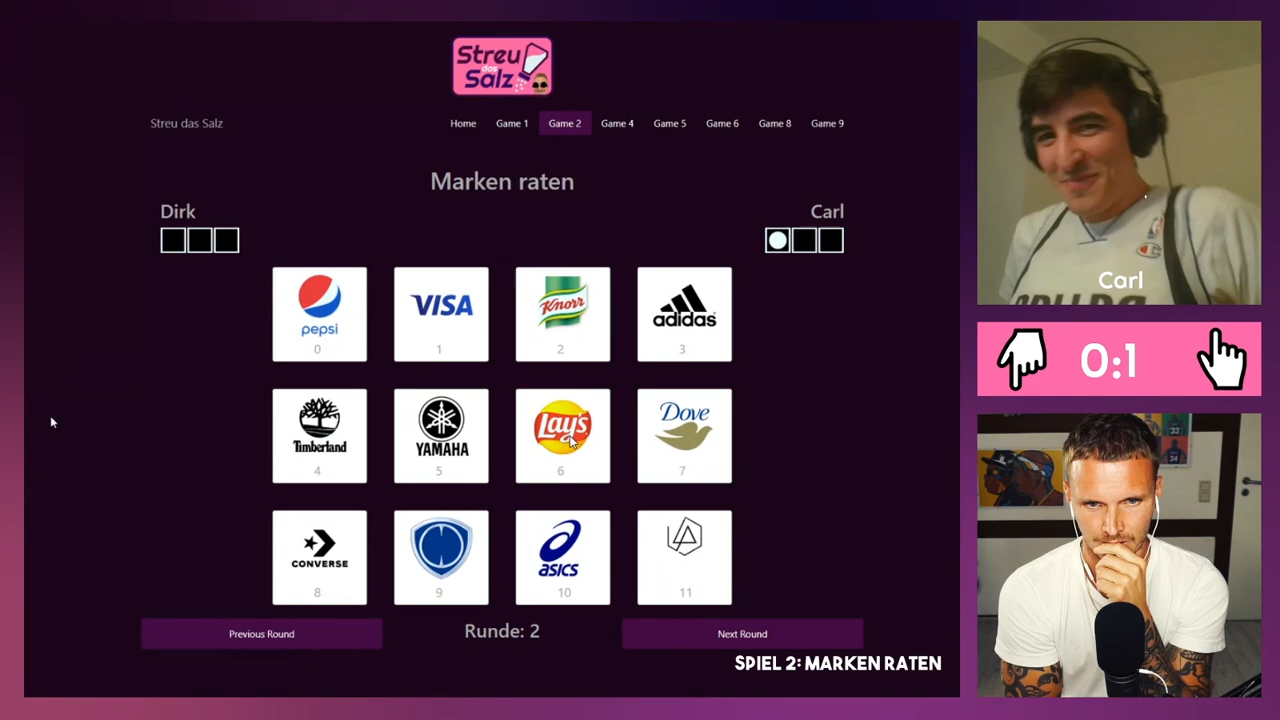 Streu
das
Salz
Streu das Salz
Home
Game 1
Game 2
Game 4
Game 5
Game 6
Game 8
Game 9
Marken raten
Dirk
Carl
pepsi
0
VISA
1
Knorr
2
adidas
3
Timberland
4
YAMAHA
5
Lay's
6
Dove
7
CONVERSE
8
9
asics
10
11
Previous Round
Runde: 2
Next Round
SPIEL 2: MARKEN RATEN
Carl
0:1
33
34